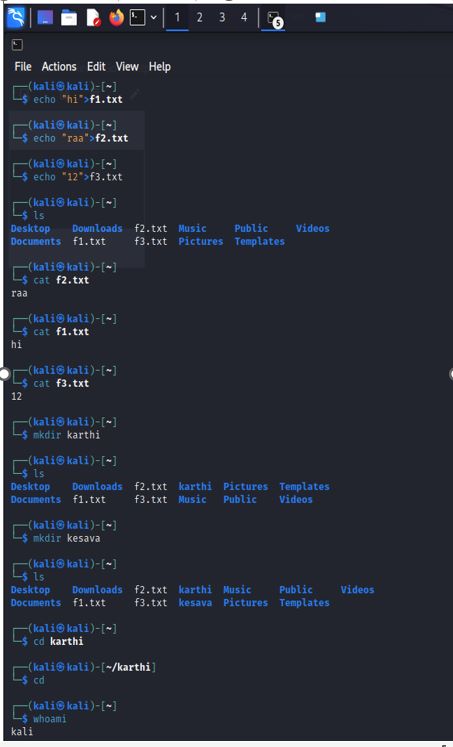 1 2 3 4 5
File Actions Edit View Help
┌──(kali㉿kali)-[~]
└─$ echo "hi">f1.txt
┌──(kali㉿kali)-[~]
└─$ echo "raa">f2.txt
┌──(kali㉿kali)-[~]
└─$ echo "12">f3.txt
┌──(kali㉿kali)-[~]
└─$ ls
Desktop Downloads f2.txt Music Public Videos
Documents f1.txt f3.txt Pictures Templates
┌──(kali㉿kali)-[~]
└─$ cat f2.txt
raa
┌──(kali㉿kali)-[~]
└─$ cat f1.txt
hi
┌──(kali㉿kali)-[~]
└─$ cat f3.txt
12
┌──(kali㉿kali)-[~]
└─$ mkdir karthi
┌──(kali㉿kali)-[~]
└─$ ls
Desktop Downloads f2.txt karthi Pictures Templates
Documents f1.txt f3.txt Music Public Videos
┌──(kali㉿kali)-[~]
└─$ mkdir kesava
┌──(kali㉿kali)-[~]
└─$ ls
Desktop Downloads f2.txt karthi Music Public Videos
Documents f1.txt f3.txt kesava Pictures Templates
┌──(kali㉿kali)-[~]
└─$ cd karthi
┌──(kali㉿kali)-[~/karthi]
└─$ cd
┌──(kali㉿kali)-[~]
└─$ whoami
kali